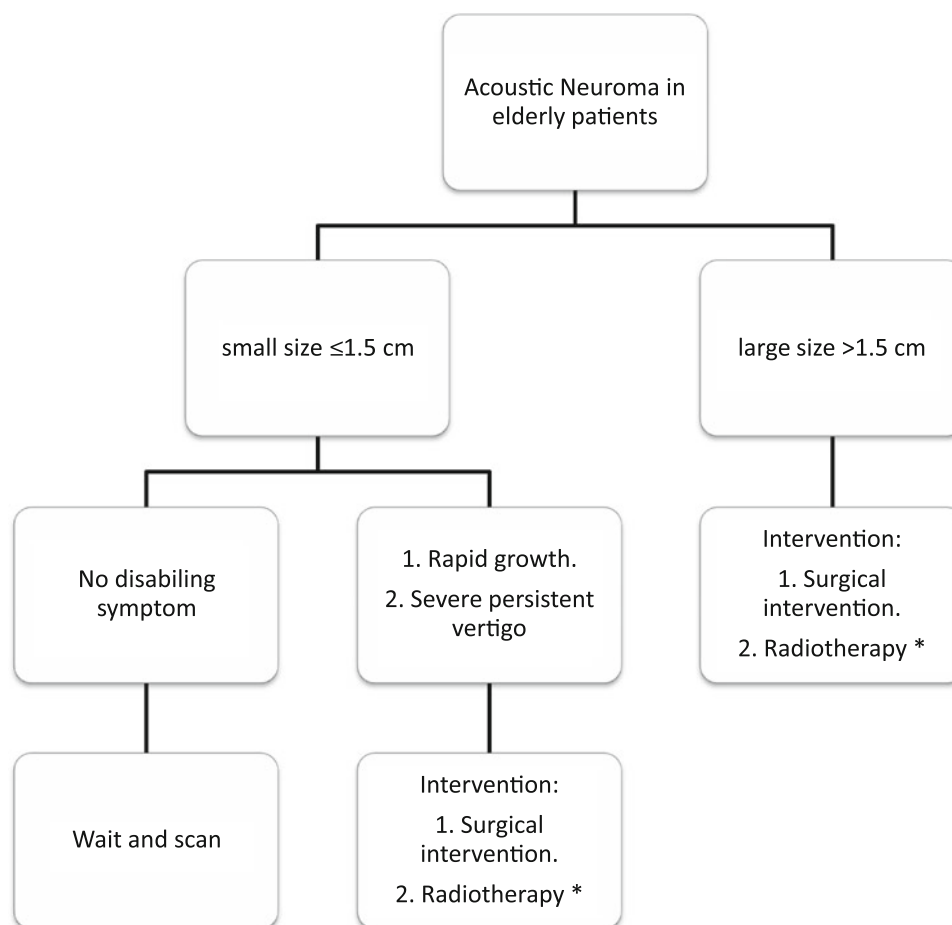 Acoustic Neuroma in
elderly patients
small size ≤1.5 cm
large size >1.5 cm
No disabiling
symptom
1. Rapid growth.
2. Severe persistent
vertigo
Intervention:
1. Surgical
intervention.
2. Radiotherapy *
Wait and scan
Intervention:
1. Surgical
intervention.
2. Radiotherapy *